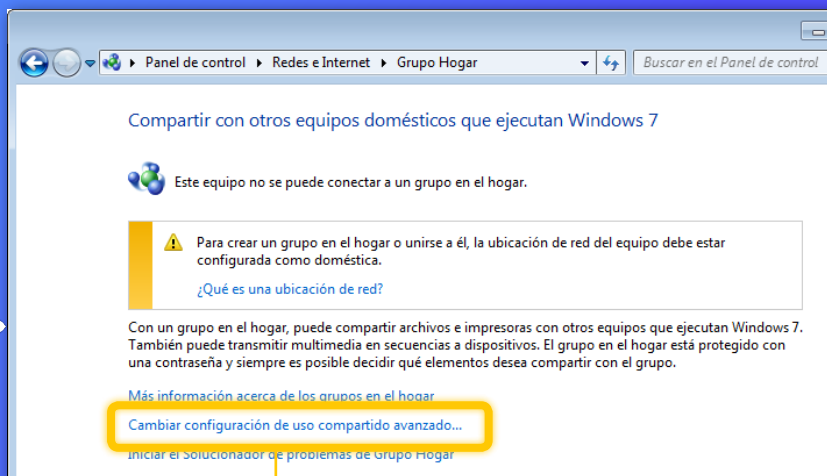 Panel de control ▸ Redes e Internet ▸ Grupo Hogar
Buscar en el Panel de control
Compartir con otros equipos domésticos que ejecutan Windows 7
Este equipo no se puede conectar a un grupo en el hogar.
Para crear un grupo en el hogar o unirse a él, la ubicación de red del equipo debe estar
configurada como doméstica.
¿Qué es una ubicación de red?
Con un grupo en el hogar, puede compartir archivos e impresoras con otros equipos que ejecutan Windows 7.
También puede transmitir multimedia en secuencias a dispositivos. El grupo en el hogar está protegido con
una contraseña y siempre es posible decidir qué elementos desea compartir con el grupo.
Más información acerca de los grupos en el hogar
Cambiar configuración de uso compartido avanzado...
Iniciar el Solucionador de problemas de Grupo Hogar